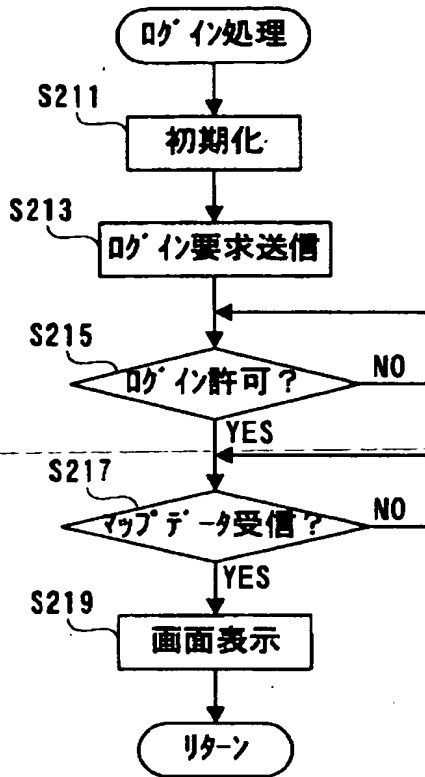 ログイン処理
S211
初期化
S213
ログイン要求送信
S215
ログイン許可?
NO
YES
S217
マップデータ受信?
NO
YES
S219
画面表示
リターン